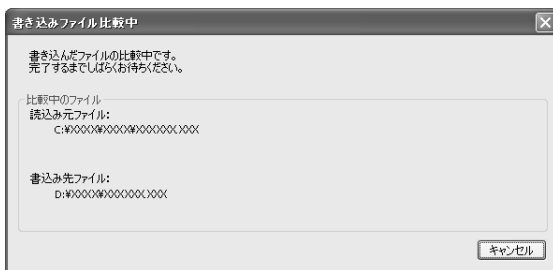 書き込みファイル比較中
書き込んだファイルの比較中です。
完了するまでしばらくお待ちください。
比較中のファイル
読込み元ファイル:
C:¥XXXX¥XXXX¥XXXXXX.XXX
書込み先ファイル:
D:¥XXXX¥XXXXXX.XXX
キャンセル